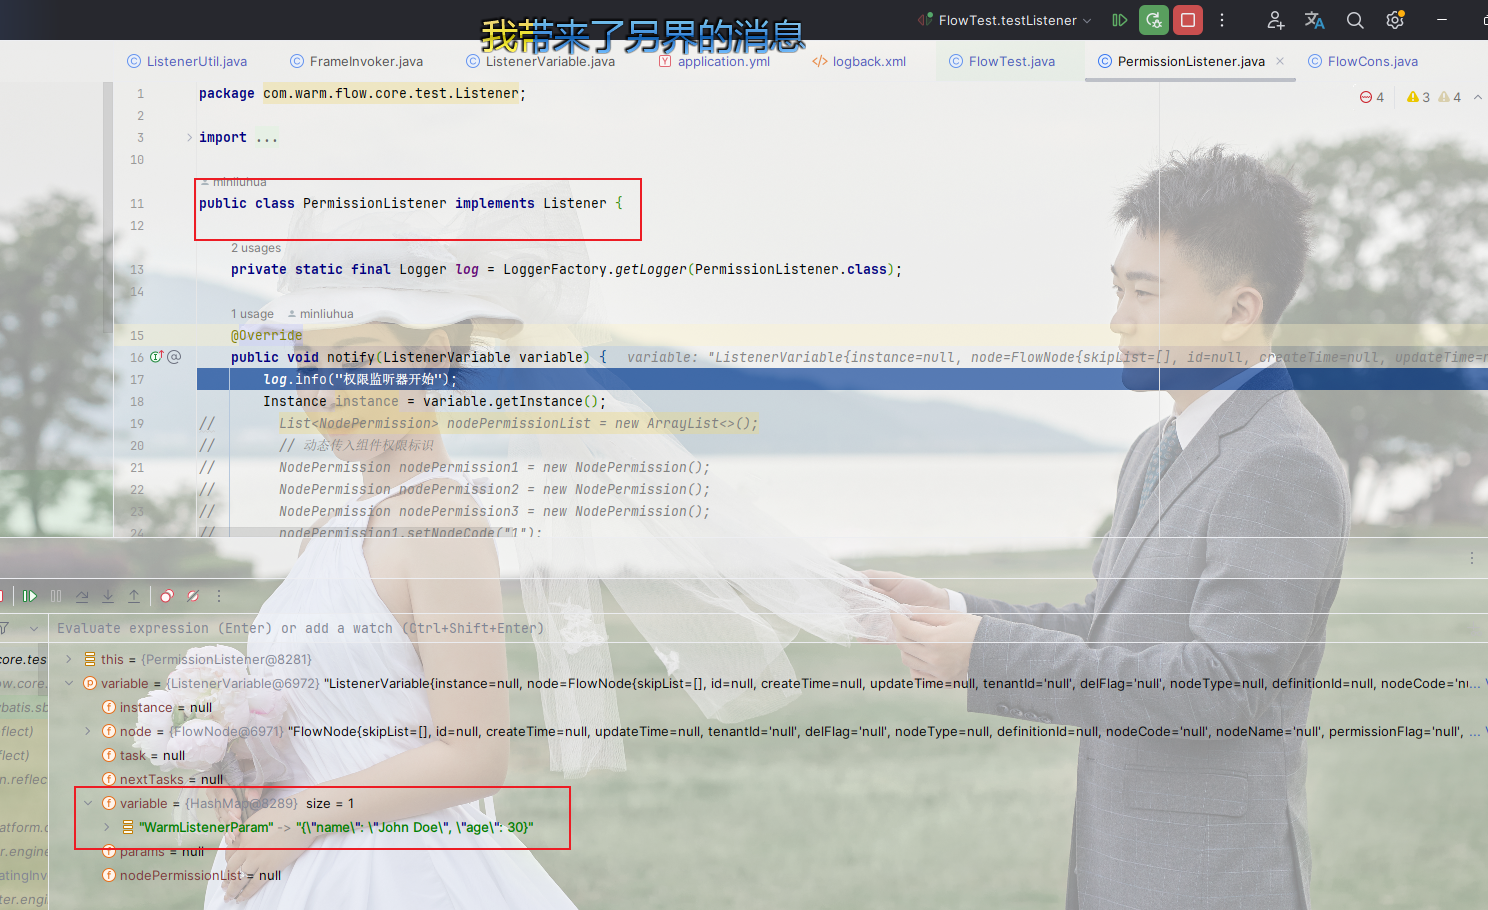 我带来了另界的消息
FlowTest.testListener
ListenerUtil.java
FrameInvoker.java
ListenerVariable.java
application.yml
logback.xml
FlowTest.java
PermissionListener.java
FlowCons.java
4 3 4
1 package com.warm.flow.core.test.Listener;
2
3 import ...
10
minliuhua
11 public class PermissionListener implements Listener {
12
2 usages
13 private static final Logger log = LoggerFactory.getLogger(PermissionListener.class);
14
1 usage minliuhua
15 @Override
16 public void notify(ListenerVariable variable) { variable: "ListenerVariable{instance=null, node=FlowNode{skipList=[], id=null, createTime=null, updateTime=n
17 log.info("权限监听器开始");
18 Instance instance = variable.getInstance();
19 // List<NodePermission> nodePermissionList = new ArrayList<>();
20 // // 动态传入组件权限标识
21 // NodePermission nodePermission1 = new NodePermission();
22 // NodePermission nodePermission2 = new NodePermission();
23 // NodePermission nodePermission3 = new NodePermission();
24 // nodePermission1.setNodeCode("1");
Evaluate expression (Enter) or add a watch (Ctrl+Shift+Enter)
core.tes
this = {PermissionListener@8281}
ow.core.
variable = {ListenerVariable@6972} "ListenerVariable{instance=null, node=FlowNode{skipList=[], id=null, createTime=null, updateTime=null, tenantId='null', delFlag='null', nodeType=null, definitionId=null, nodeCode='nu... V
ybatis.sb
instance = null
flect)
node = {FlowNode@6971} "FlowNode{skipList=[], id=null, createTime=null, updateTime=null, tenantId='null', delFlag='null', nodeType=null, definitionId=null, nodeCode='null', nodeName='null', permissionFlag='null', ... V
flect)
task = null
n.reflec
nextTasks = null
variable = {HashMap@8289} size = 1
atform.c
"WarmListenerParam" -> "{\"name\": \"John Doe\", \"age\": 30}"
er.engine
params = null
atingInv
nodePermissionList = null
ter.engi